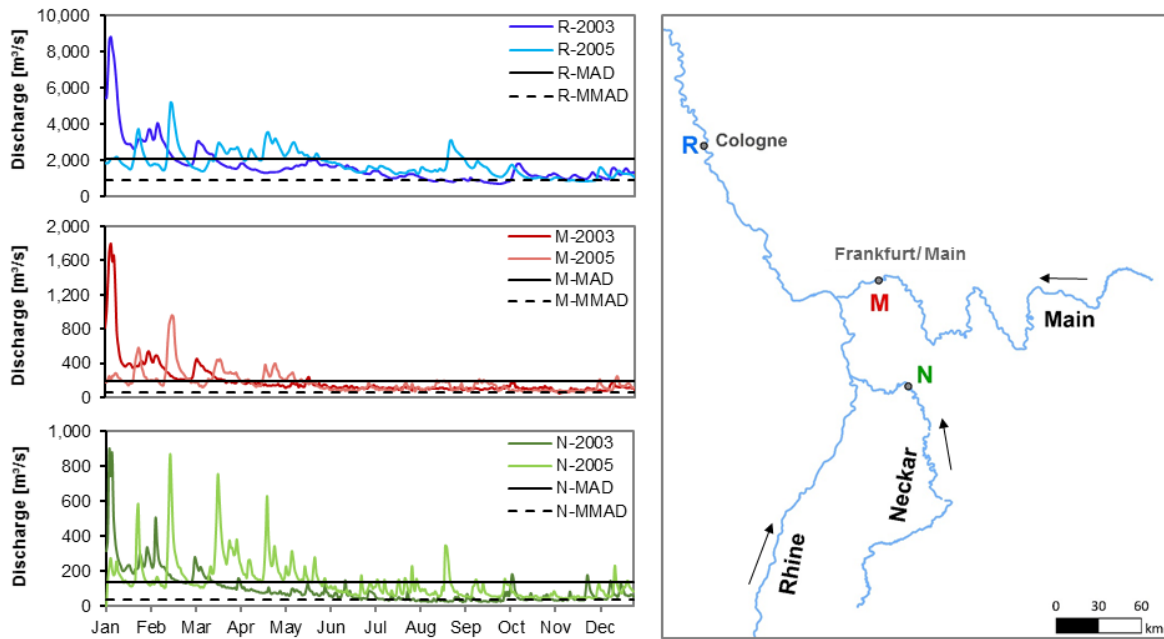 Discharge [m³/s]
10,000
8,000
6,000
4,000
2,000
0
R-2003
R-2005
R-MAD
R-MMAD
Discharge [m³/s]
2,000
1,600
1,200
800
400
0
M-2003
M-2005
M-MAD
M-MMAD
Discharge [m³/s]
1,000
800
600
400
200
0
N-2003
N-2005
N-MAD
N-MMAD
Jan Feb Mar Apr May Jun Jul Aug Sep Oct Nov Dec
R Cologne
Frankfurt/ Main
M
Main
N
Neckar
Rhine
0 30 60
km